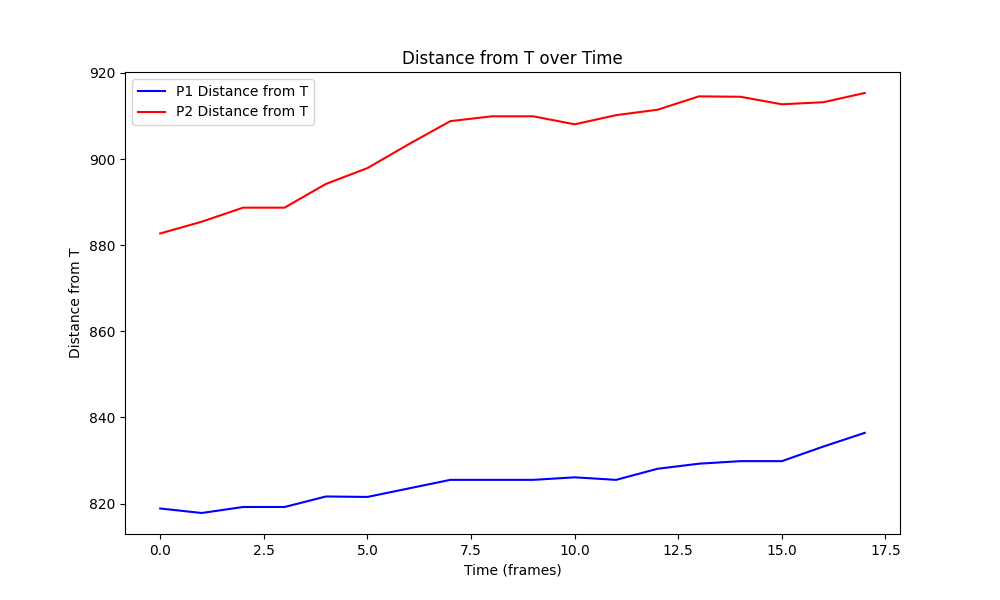 Distance from T over Time
P1 Distance from T
P2 Distance from T
Distance from T
920
900
880
860
840
820
0.0 2.5 5.0 7.5 10.0 12.5 15.0 17.5
Time (frames)